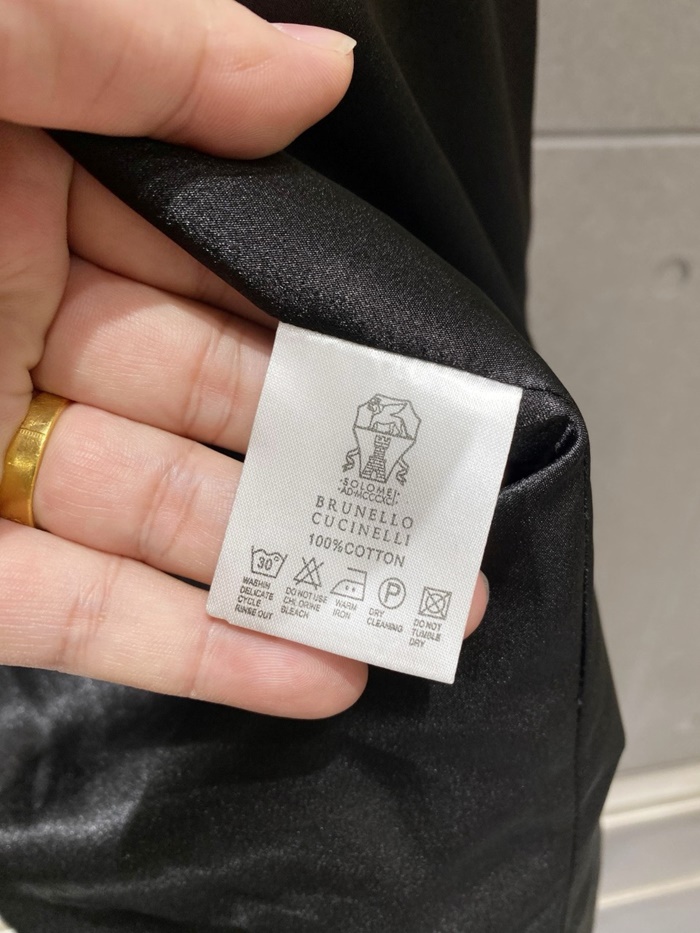 ·SOLOMEI·
·AD·MCCCXCI·
BRUNELLO
CUCINELLI
100%COTTON
30°
WASHIN
DELICATE
CYCLE
RINSE OUT
DO NOT USE
CHLORINE
BLEACH
WARM
IRON
P
DRY
CLEANING
DO NOT
TUMBLE
DRY